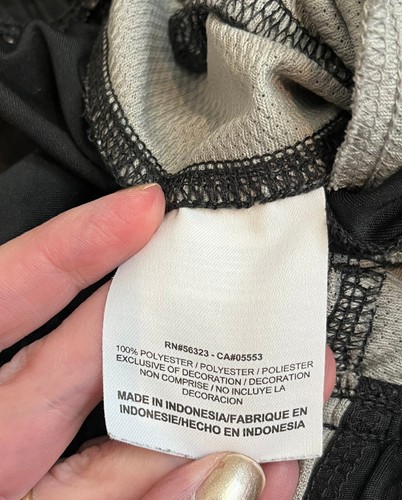 RN#56323 - CA#05553
100% POLYESTER / POLYESTER / POLIESTER
EXCLUSIVE OF DECORATION / DECORATION
NON COMPRISE / NO INCLUYE LA
DECORACION
MADE IN INDONESIA/FABRIQUE EN
INDONESIE/HECHO EN INDONESIA